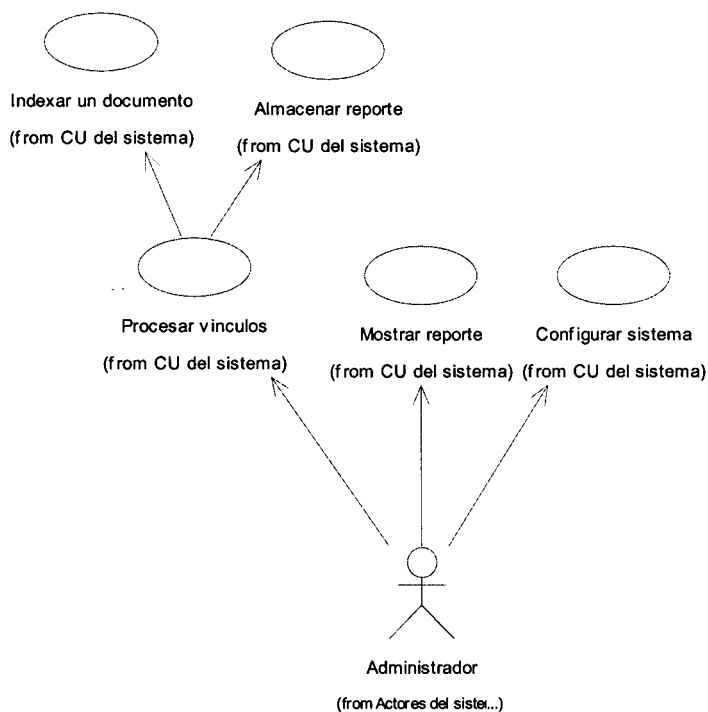 Indexar un documento
(from CU del sistema)
Almacenar reporte
(from CU del sistema)
Procesar vinculos
(from CU del sistema)
Mostrar reporte
(from CU del sistema)
Configurar sistema
(from CU del sistema)
Administrador
(from Actores del sister...)